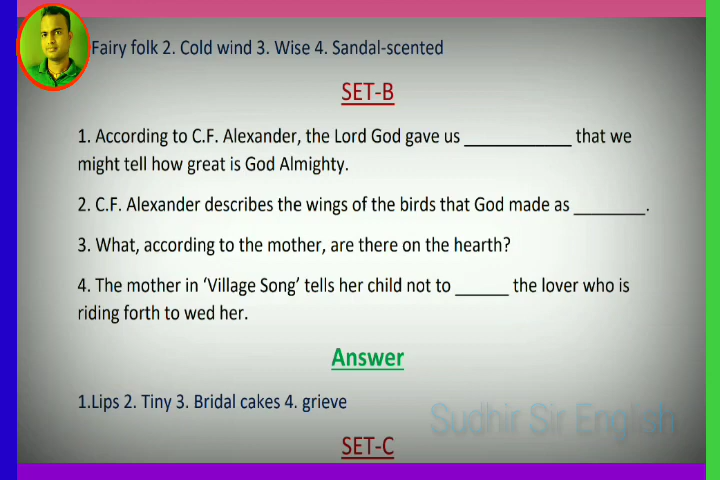 Fairy folk 2. Cold wind 3. Wise 4. Sandal-scented
SET-B
1. According to C.F. Alexander, the Lord God gave us ____________ that we
might tell how great is God Almighty.
2. C.F. Alexander describes the wings of the birds that God made as ________.
3. What, according to the mother, are there on the hearth?
4. The mother in ‘Village Song’ tells her child not to ______ the lover who is
riding forth to wed her.
Answer
1.Lips 2. Tiny 3. Bridal cakes 4. grieve
Sudhir Sir English
SET-C